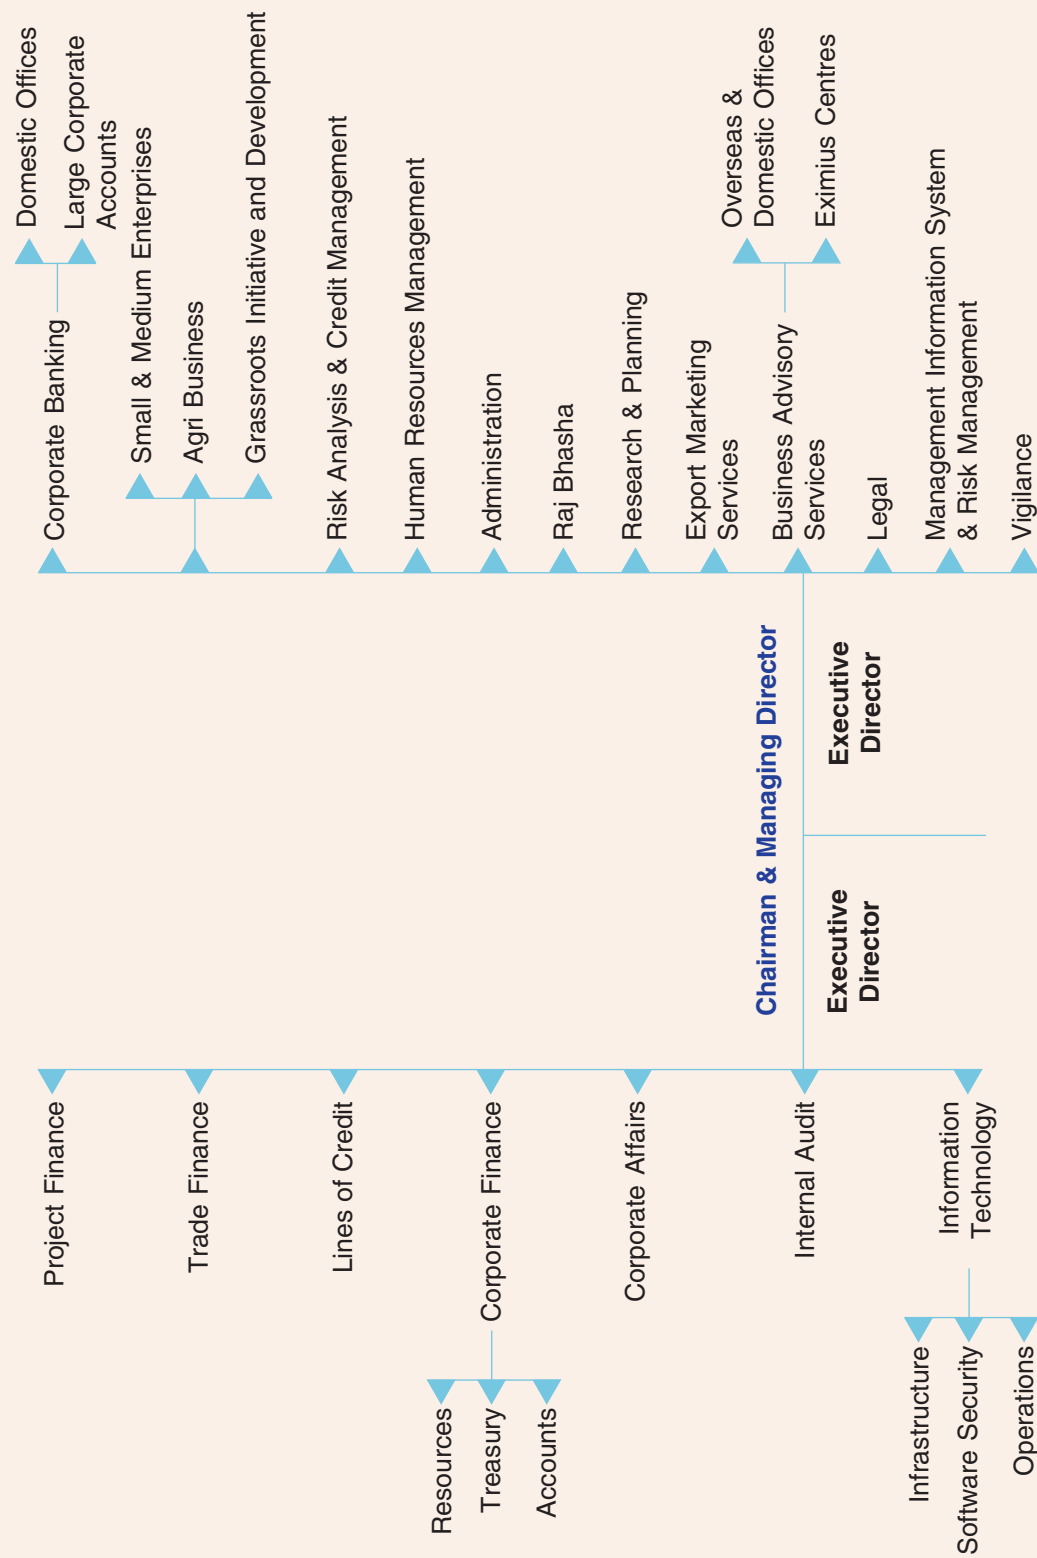 Chairman & Managing Director
Executive
Director
Executive
Director
Project Finance
Trade Finance
Lines of Credit
Corporate Finance
Resources
Treasury
Accounts
Corporate Affairs
Internal Audit
Information
Technology
Infrastructure
Software Security
Operations
Corporate Banking
Domestic Offices
Large Corporate
Accounts
Small & Medium Enterprises
Agri Business
Grassroots Initiative and Development
Risk Analysis & Credit Management
Human Resources Management
Administration
Raj Bhasha
Research & Planning
Export Marketing
Services
Business Advisory
Services
Overseas &
Domestic Offices
Eximius Centres
Legal
Management Information System
& Risk Management
Vigilance